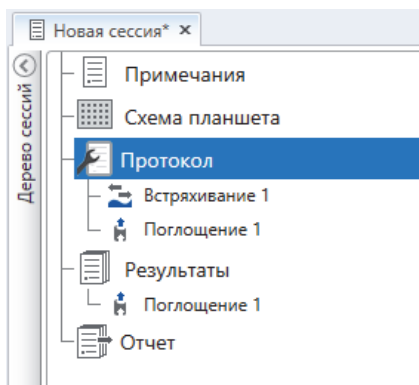 Новая сессия* ×
Дерево сессий
Примечания
Схема планшета
Протокол
Встряхивание 1
Поглощение 1
Результаты
Поглощение 1
Отчет